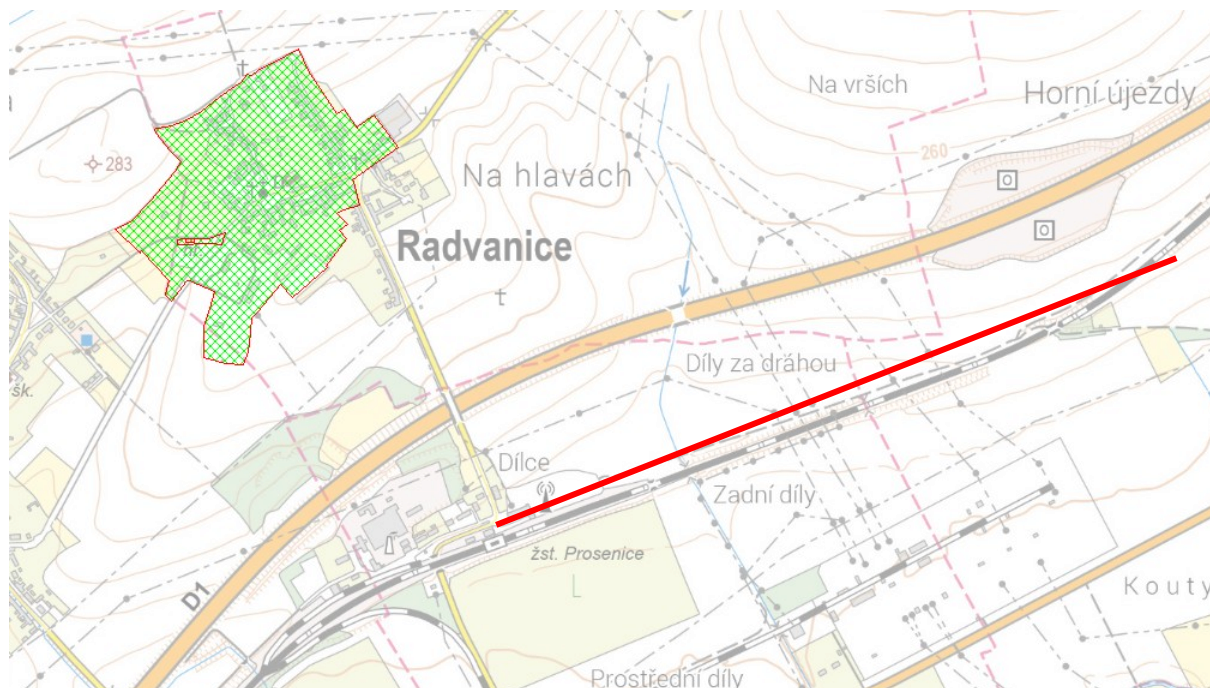 Na vrších
Horní újezdy
283
260
Na hlavách
Radvanice
šk.
Díly za dráhou
Dílce
Zadní díly
žst. Prosenice
L
D1
Kouty
Prostřední díly